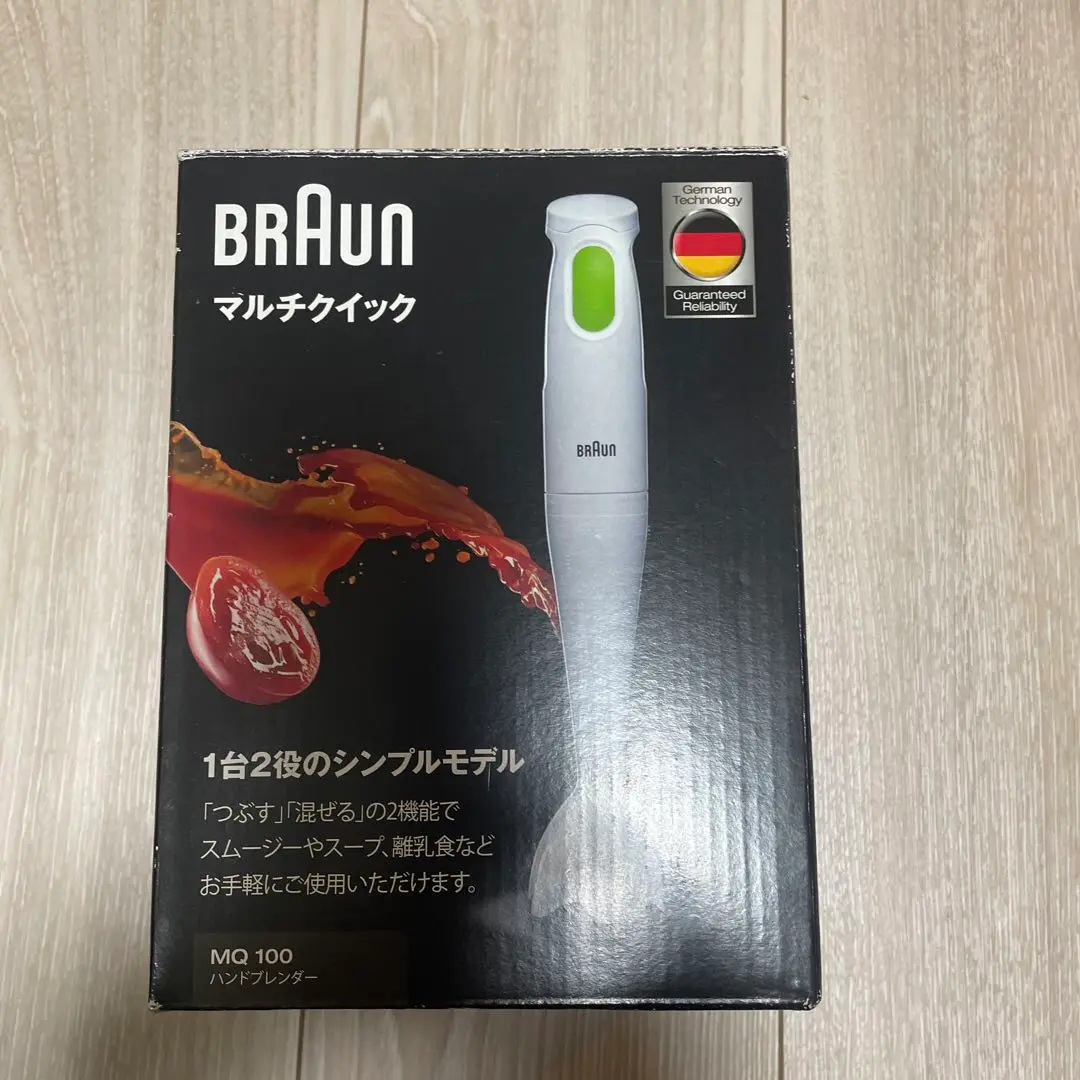 BRAUN
マルチクイック
German
Technology
Guaranteed
Reliability
BRAUN
1台2役のシンプルモデル
「つぶす」「混ぜる」の2機能で
スムージーやスープ、離乳食など
お手軽にご使用いただけます。
MQ 100
ハンドブレンダー